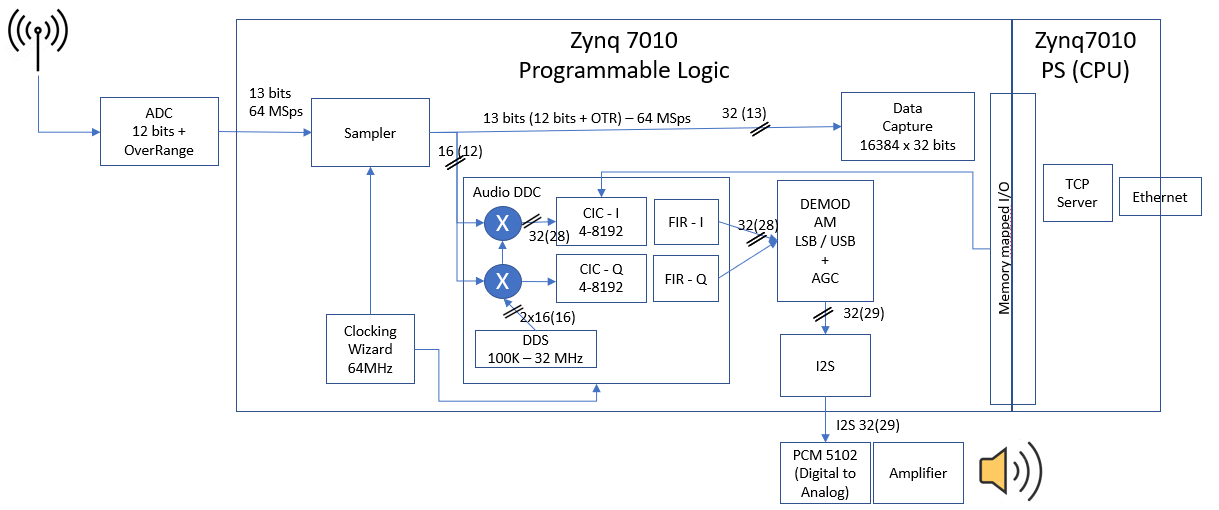 Zynq 7010
Programmable Logic
Zynq7010
PS (CPU)
ADC
12 bits +
OverRange
13 bits
64 MSps
Sampler
13 bits (12 bits + OTR) – 64 MSps
32 (13)
Data
Capture
16384 x 32 bits
16 (12)
Audio DDC
X
32(28)
CIC - I
4-8192
FIR - I
X
CIC - Q
4-8192
FIR - Q
32(28)
2x16(16)
DDS
100K – 32 MHz
DEMOD
AM
LSB / USB
+
AGC
32(29)
I2S
Clocking
Wizard
64MHz
Memory mapped I/O
TCP
Server
Ethernet
I2S 32(29)
PCM 5102
(Digital to
Analog)
Amplifier